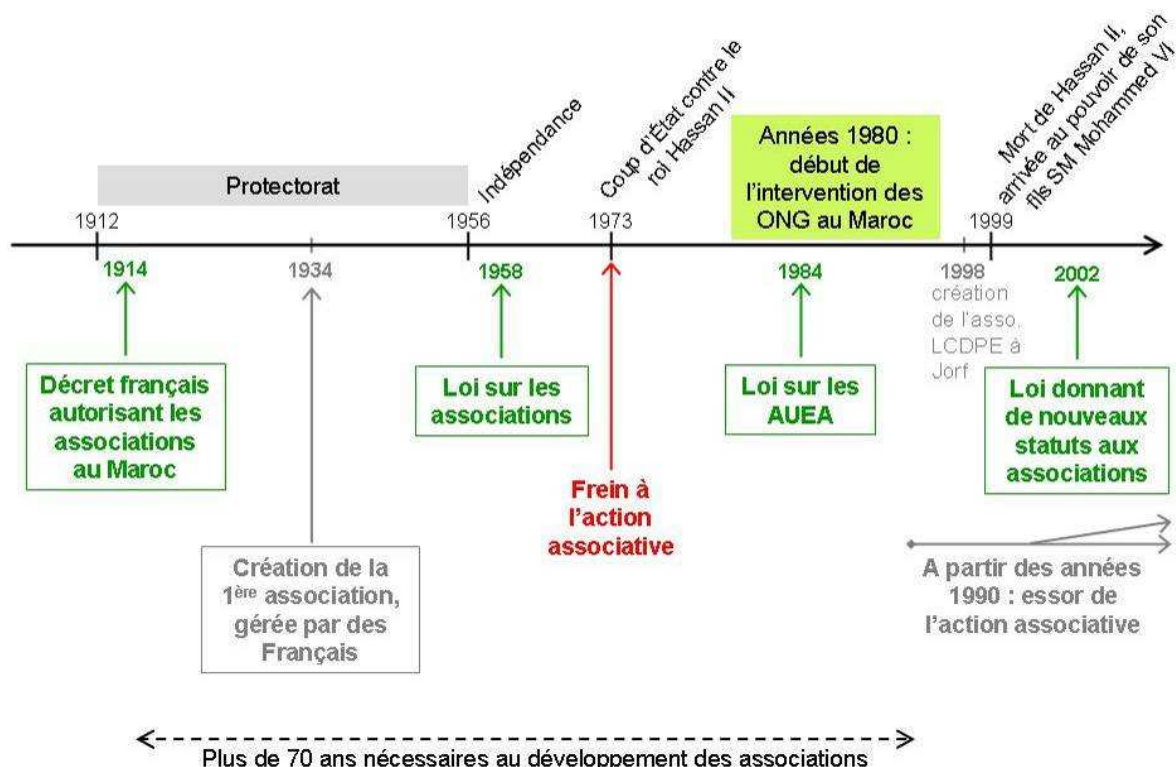 Protectorat
Indépendance
Coup d'État contre le
roi Hassan II
Années 1980 :
début de
l'intervention des
ONG au Maroc
Mort de Hassan II,
arrivée au pouvoir de son
fils SM Mohammed VI
1912
1956
1973
1999
1914
1934
1958
1984
1998
2002
création
de l'asso.
LCDPE à
Jorf
Décret français
autorisant les
associations
au Maroc
Loi sur les
associations
Loi sur les
AUEA
Loi donnant
de nouveaux
statuts aux
associations
Frein à
l'action
associative
Création de la
1ère association,
gérée par des
Français
A partir des années
1990 : essor de
l'action associative
Plus de 70 ans nécessaires au développement des associations